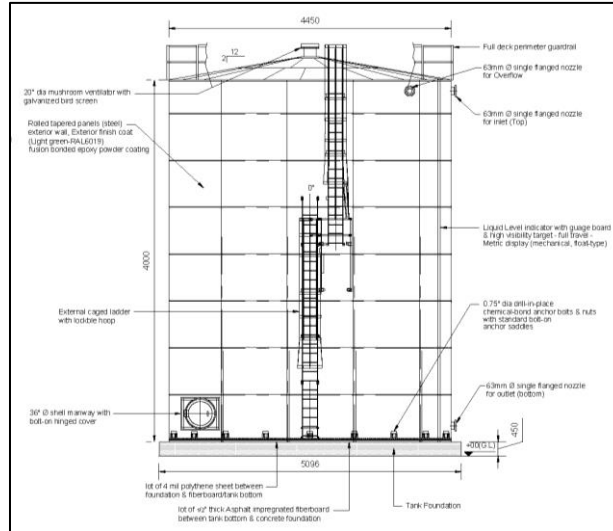 4450
12
2
Full deck perimeter guardrail
63mm Ø single flanged nozzle
for Overflow
20" dia mushroom ventilator with
galvanized bird screen
63mm Ø single flanged nozzle
for inlet (Top)
Rolled tapered panels (steel)
exterior wall, Exterior finish coat
(Light green-RAL6019)
fusion bonded epoxy powder coating
4000
Liquid Level indicator with guage board
& high visibility target - full travel -
Metric display (mechanical, float-type)
External caged ladder
with lockble hoop
0.75" dia drill-in-place
chemical-bond anchor bolts & nuts
with standard bolt-on
anchor saddles
36" Ø shell manway with
bolt-on hinged cover
63mm Ø single flanged nozzle
for outlet (bottom)
+00(G.L)
450
5096
lot of 4 mil polythene sheet between
foundation & fiberboard/tank bottom
lot of ½" thick Asphalt impregnated fiberboard
between tank bottom & concrete foundation
Tank Foundation